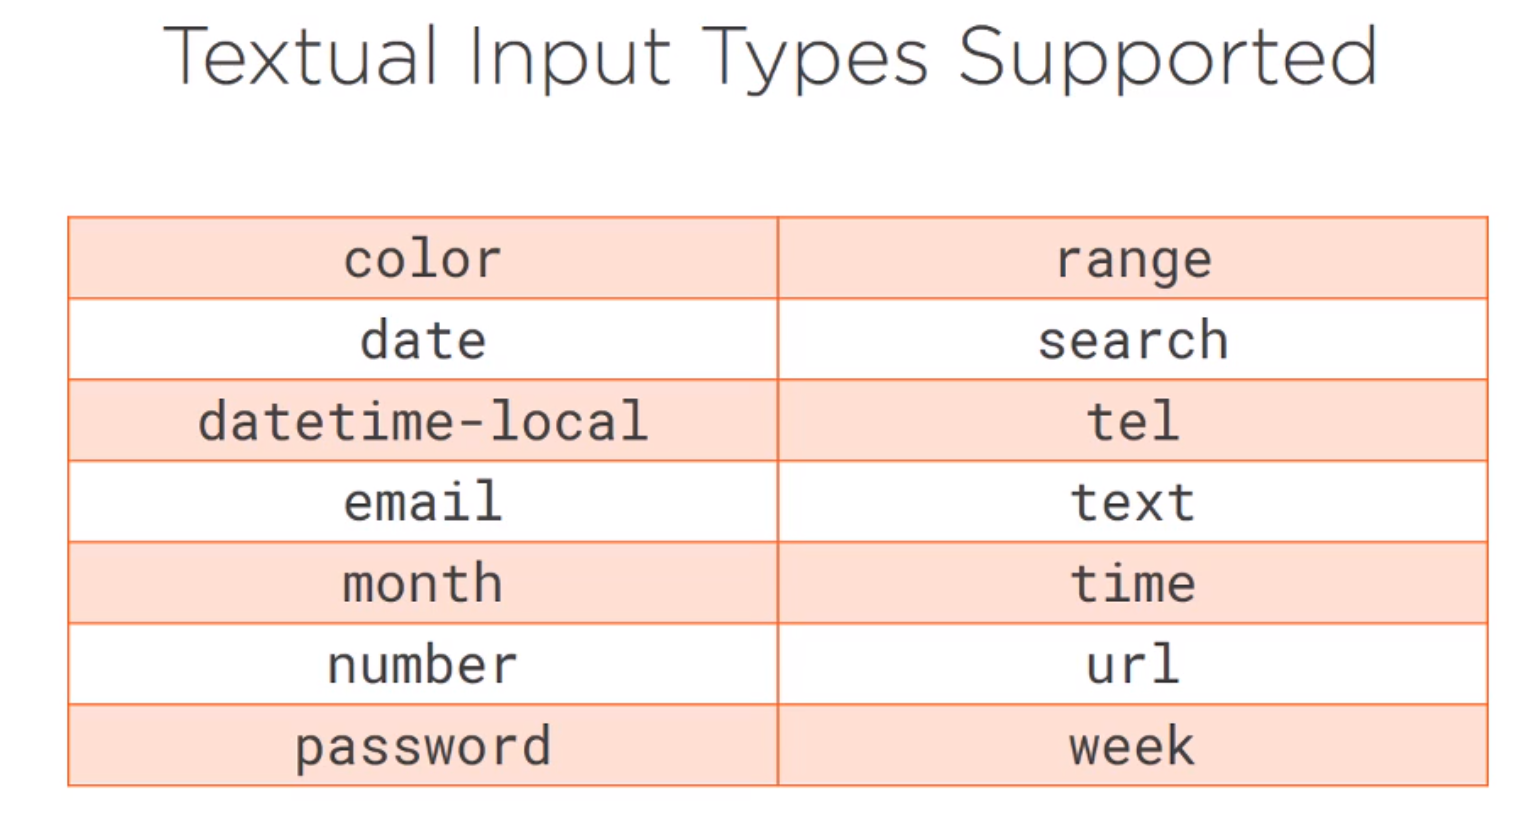 Textual Input Types Supported
color range
date search
datetime-local tel
email text
month time
number url
password week